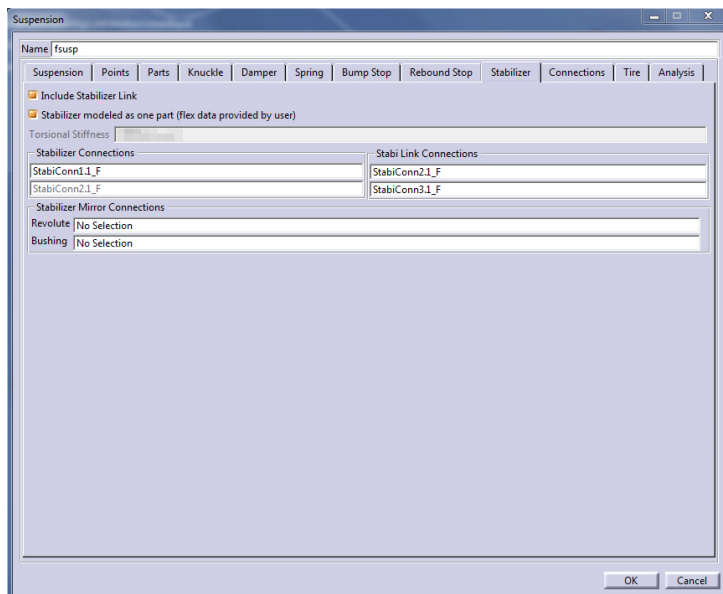 Suspension
Name fsusp
Suspension Points Parts Knuckle Damper Spring Bump Stop Rebound Stop Stabilizer Connections Tire Analysis
Include Stabilizer Link
Stabilizer modeled as one part (flex data provided by user)
Torsional Stiffness
Stabilizer Connections
StabiConn1.1_F
StabiConn2.1_F
Stabi Link Connections
StabiConn2.1_F
StabiConn3.1_F
Stabilizer Mirror Connections
Revolute No Selection
Bushing No Selection
OK Cancel